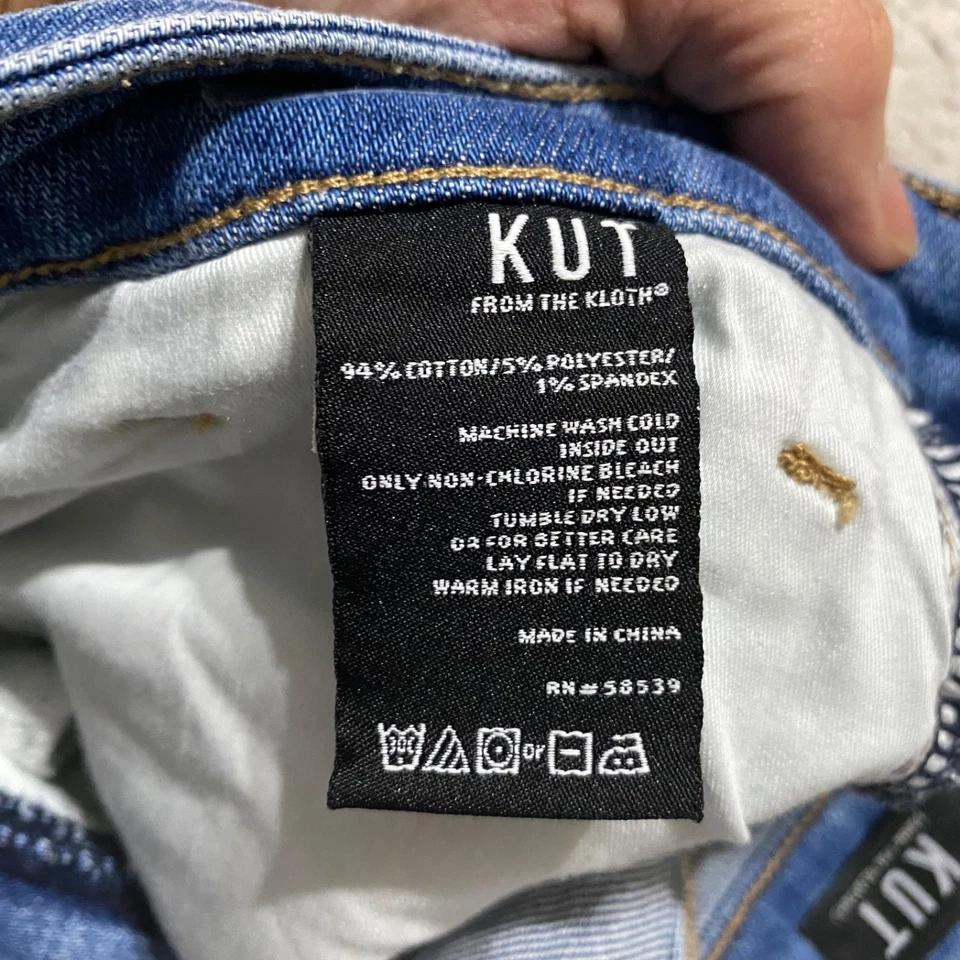 KUT
FROM THE KLOTH®
94% COTTON/5% POLYESTER/
1% SPANDEX
MACHINE WASH COLD
INSIDE OUT
ONLY NON-CHLORINE BLEACH
IF NEEDED
TUMBLE DRY LOW
OR FOR BETTER CARE
LAY FLAT TO DRY
WARM IRON IF NEEDED
MADE IN CHINA
RN#58539
30C
or
KUT